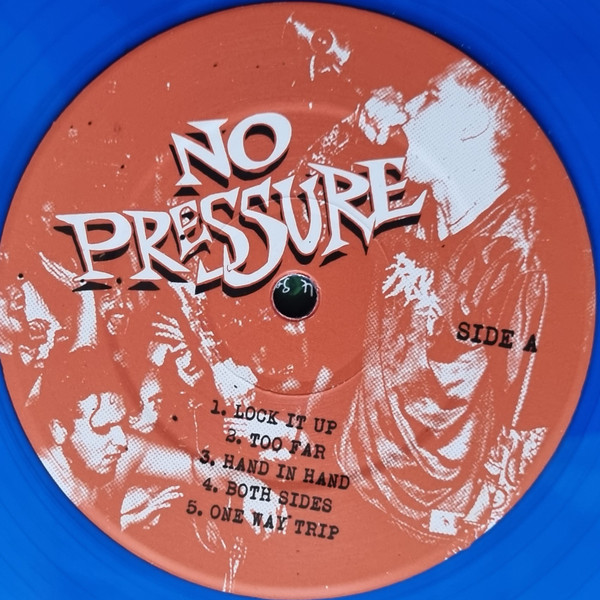 NO
PRESSURE
SIDE A
1. LOCK IT UP
2. TOO FAR
3. HAND IN HAND
4. BOTH SIDES
5. ONE WAY TRIP